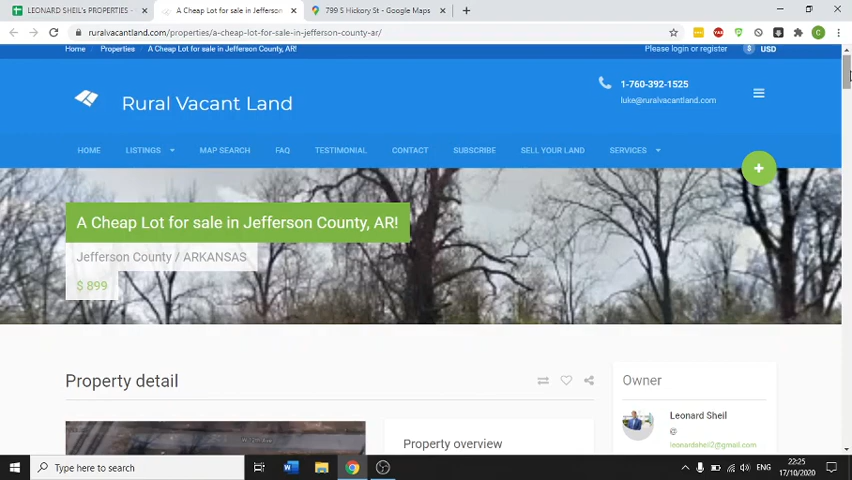 LEONARD SHEIL's PROPERTIES -
A Cheap Lot for sale in Jefferson
799 S Hickory St - Google Maps
ruralvacantland.com/properties/a-cheap-lot-for-sale-in-jefferson-county-ar/
Home Properties A Cheap Lot for sale in Jefferson County, AR!
Please login or register $ USD
1-760-392-1525
Rural Vacant Land
luke@ruralvacantland.com
HOME LISTINGS MAP SEARCH FAQ TESTIMONIAL CONTACT SUBSCRIBE SELL YOUR LAND SERVICES
A Cheap Lot for sale in Jefferson County, AR!
Jefferson County / ARKANSAS
$ 899
Property detail
Owner
Leonard Sheil
@
leonardsheil2@gmail.com
Property overview
Type here to search
ENG
22:25
17/10/2020